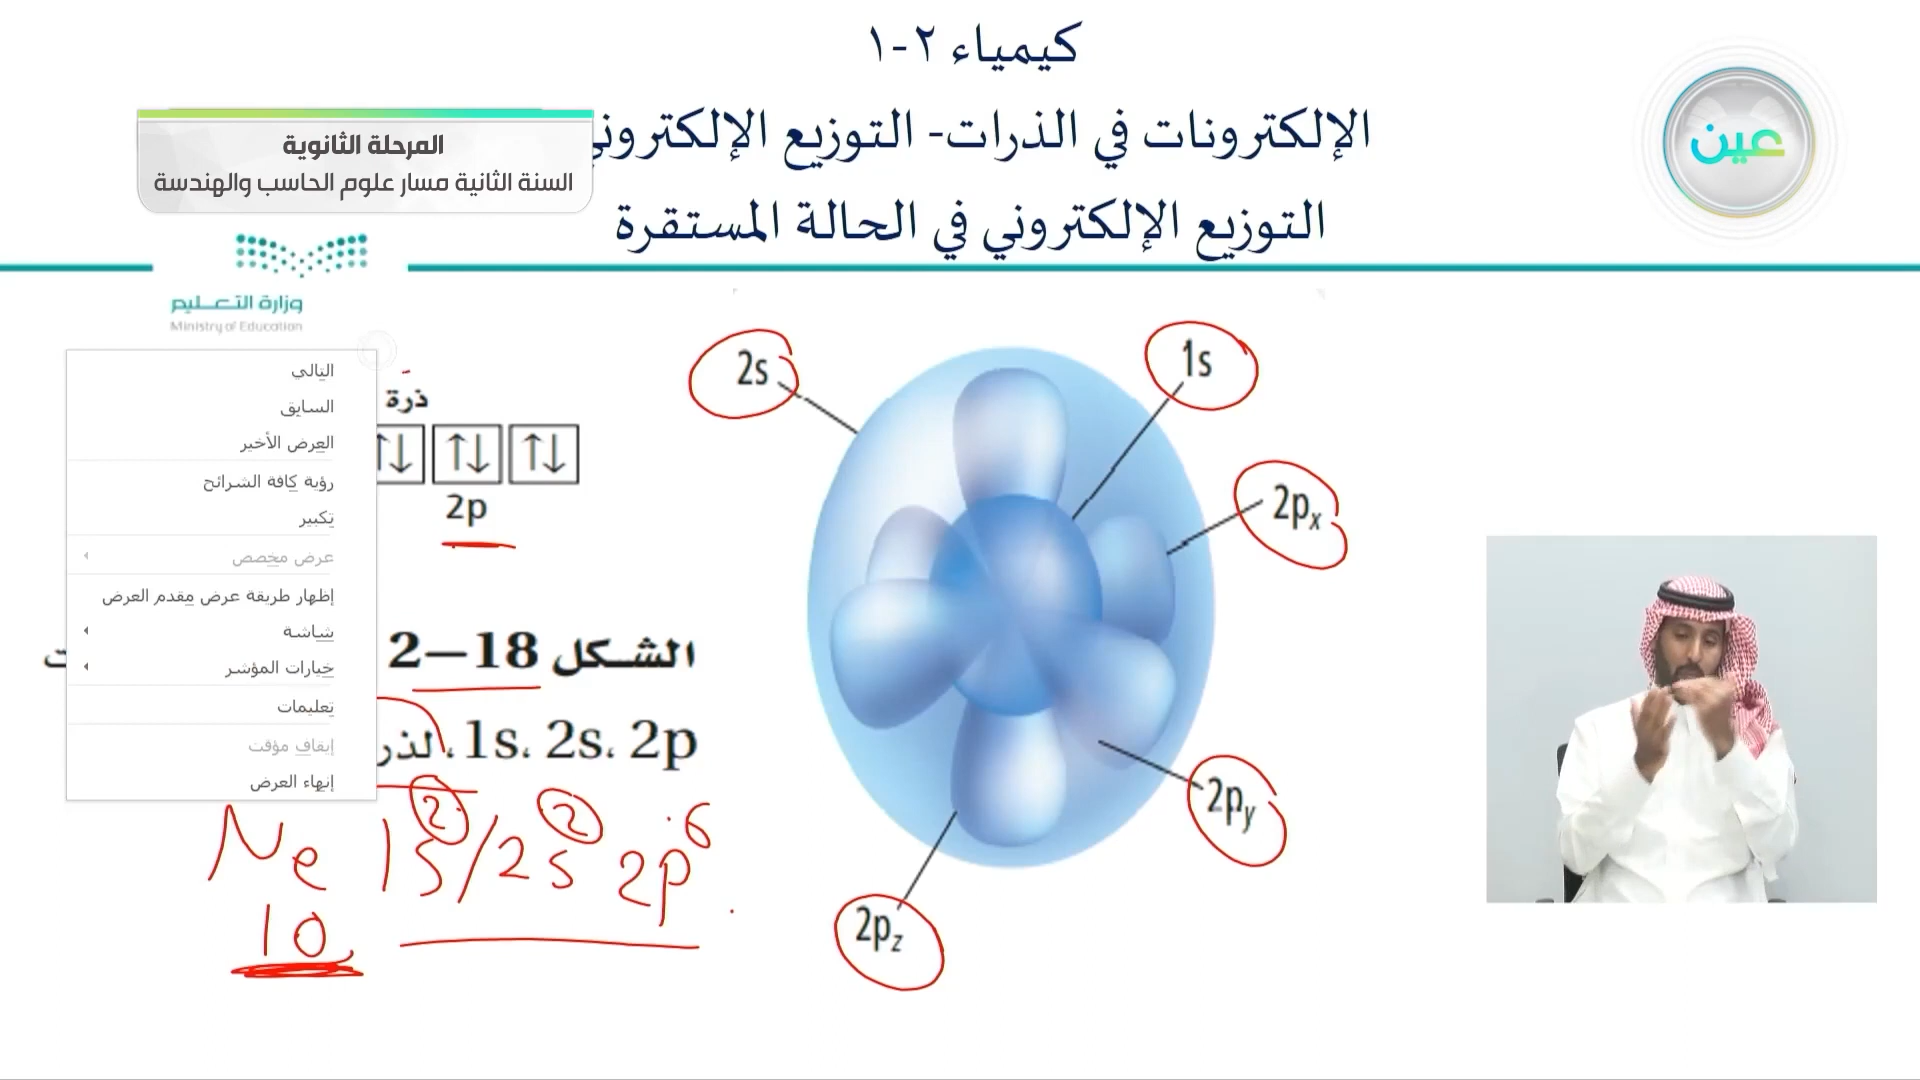 كيمياء ٢-١
الإلكترونات في الذرات- التوزيع الإلكتروني
التوزيع الإلكتروني في الحالة المستقرة
المرحلة الثانوية
السنة الثانية مسار علوم الحاسب والهندسة
عين
وزارة التعـليم
Ministry of Education
التالي
السابق
العرض الأخير
رؤية كافة الشرائح
تكبير
عرض مخصص
إظهار طريقة عرض مقدم العرض
شاشة
خيارات المؤشر
تعليمات
إيقاف مؤقت
إنهاء العرض
ذرة
↑↓ ↑↓ ↑↓
2p
الشكل 18—2
1s، 2s، 2p، لذر
Ne 1s² / 2s² 2p⁶
10
2s
1s
2px
2py
2pz